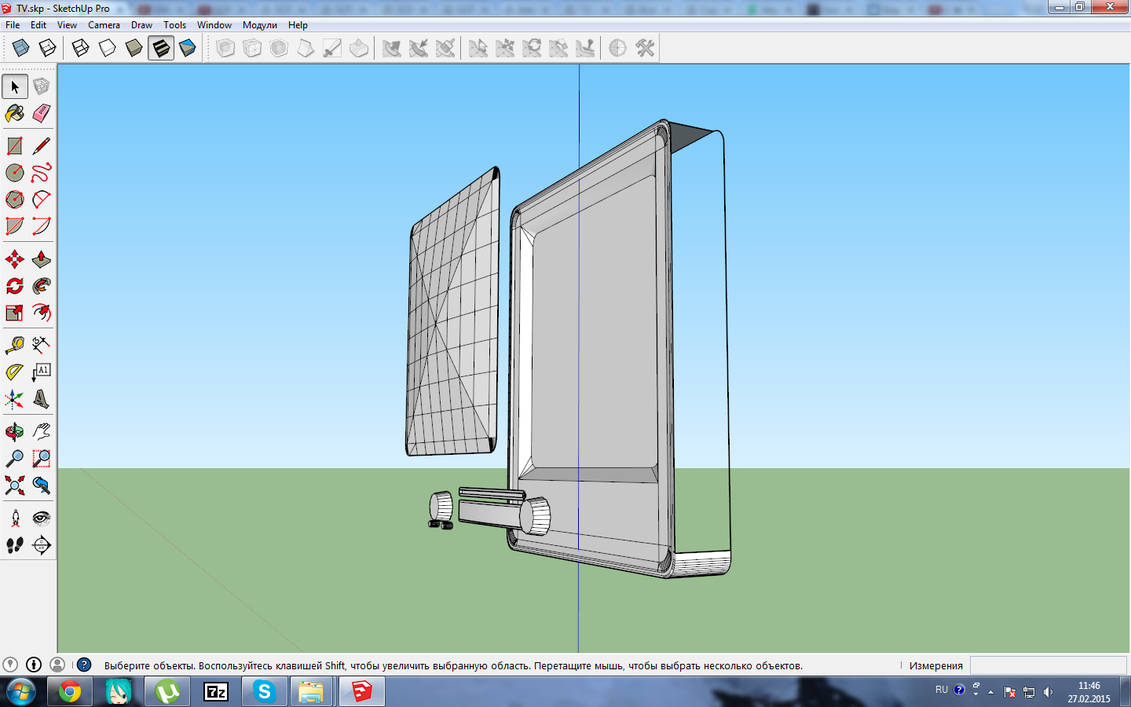 TV.skp - SketchUp Pro
File Edit View Camera Draw Tools Window Модули Help
A1
Выберите объекты. Воспользуйтесь клавишей Shift, чтобы увеличить выбранную область. Перетащите мышь, чтобы выбрать несколько объектов.
Измерения
7z
RU
11:46
27.02.2015